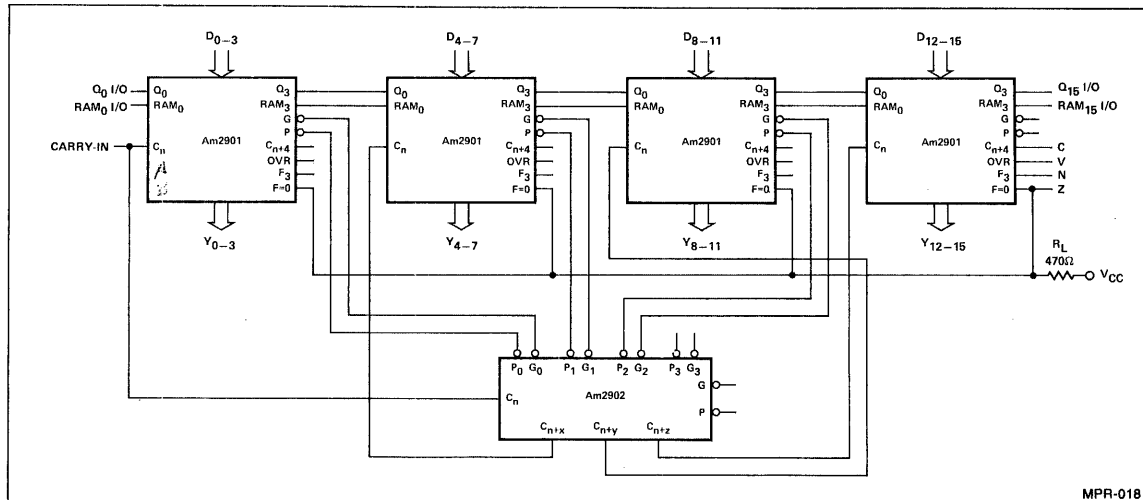 D0–3 D4–7 D8–11 D12–15
Q0 I/O Q0 Q3 Q0 Q3 Q0 Q3 Q0 Q3 Q15 I/O
RAM0 I/O RAM0 RAM3 RAM0 RAM3 RAM0 RAM3 RAM0 RAM3 RAM15 I/O
G G G G
P P P P
Am2901 Am2901 Am2901 Am2901
CARRY-IN Cn Cn+4 Cn Cn+4 Cn Cn+4 Cn Cn+4 C
A
OVR OVR OVR OVR V
F3 F3 F3 F3 N
F=0 F=0 F=0 F=0 Z
Y0–3 Y4–7 Y8–11 Y12–15
RL
470Ω
VCC
P0 G0 P1 G1 P2 G2 P3 G3
Cn Am2902 G
P
Cn+x Cn+y Cn+z
MPR-018